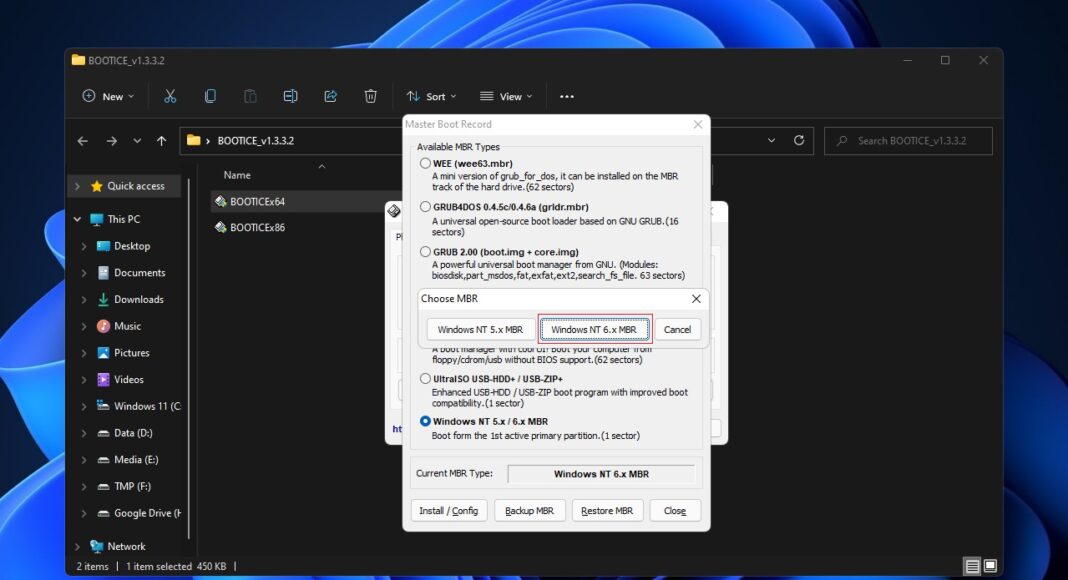 BOOTICE_v1.3.3.2
New
Sort
View
BOOTICE_v1.3.3.2
Search BOOTICE_v1.3.3.2
Quick access
This PC
Desktop
Documents
Downloads
Music
Pictures
Videos
Windows 11 (C
Data (D:)
Media (E:)
TMP (F:)
Google Drive (H
Network
Name
BOOTICEx64
BOOTICEx86
Master Boot Record
Available MBR Types
WEE (wee63.mbr)
A mini version of grub_for_dos, it can be installed on the MBR
track of the hard drive.(62 sectors)
GRUB4DOS 0.4.5c/0.4.6a (grldr.mbr)
A universal open-source boot loader based on GNU GRUB.(16
sectors)
GRUB 2.00 (boot.img + core.img)
A powerful universal boot manager from GNU. (Modules:
biosdisk,part_msdos,fat,exfat,ext2,search_fs_file. 63 sectors)
Choose MBR
Windows NT 5.x MBR Windows NT 6.x MBR Cancel
A boot manager with cool UI! Boot your computer from
floppy/cdrom/usb without BIOS support.(62 sectors)
UltraISO USB-HDD+ / USB-ZIP+
Enhanced USB-HDD / USB-ZIP boot program with improved boot
compatibility.(1 sector)
Windows NT 5.x / 6.x MBR
Boot form the 1st active primary partition.(1 sector)
ht
Current MBR Type: Windows NT 6.x MBR
Install / Config Backup MBR Restore MBR Close
2 items 1 item selected 450 KB